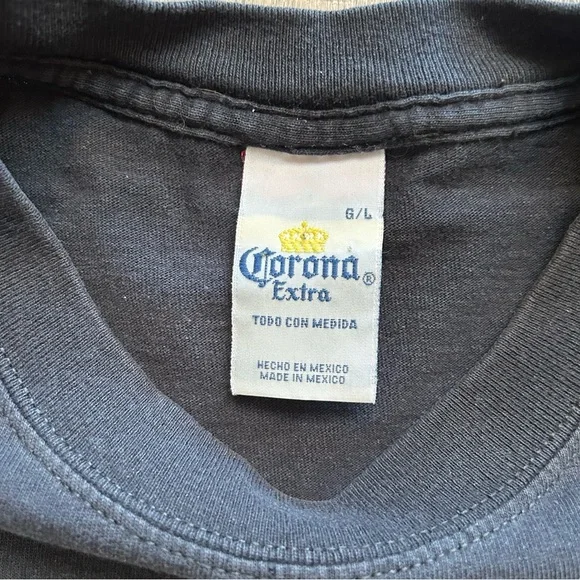 G/L
Corona®
Extra
TODO CON MEDIDA
HECHO EN MEXICO
MADE IN MEXICO